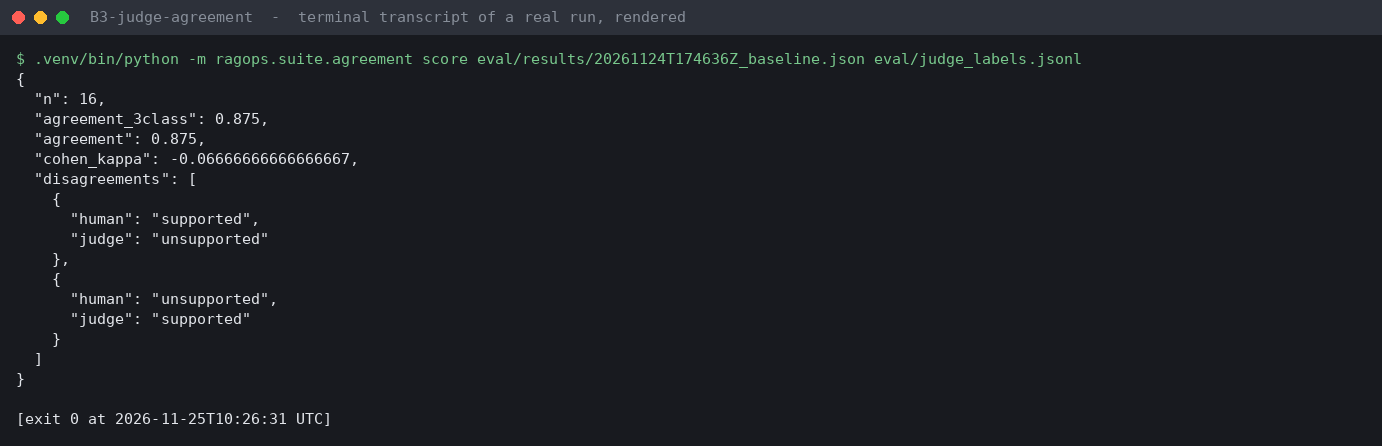 B3-judge-agreement - terminal transcript of a real run, rendered
$ .venv/bin/python -m ragops.suite.agreement score eval/results/20261124T174636Z_baseline.json eval/judge_labels.jsonl
{
  "n": 16,
  "agreement_3class": 0.875,
  "agreement": 0.875,
  "cohen_kappa": -0.06666666666666667,
  "disagreements": [
    {
      "human": "supported",
      "judge": "unsupported"
    },
    {
      "human": "unsupported",
      "judge": "supported"
    }
  ]
}
[exit 0 at 2026-11-25T10:26:31 UTC]